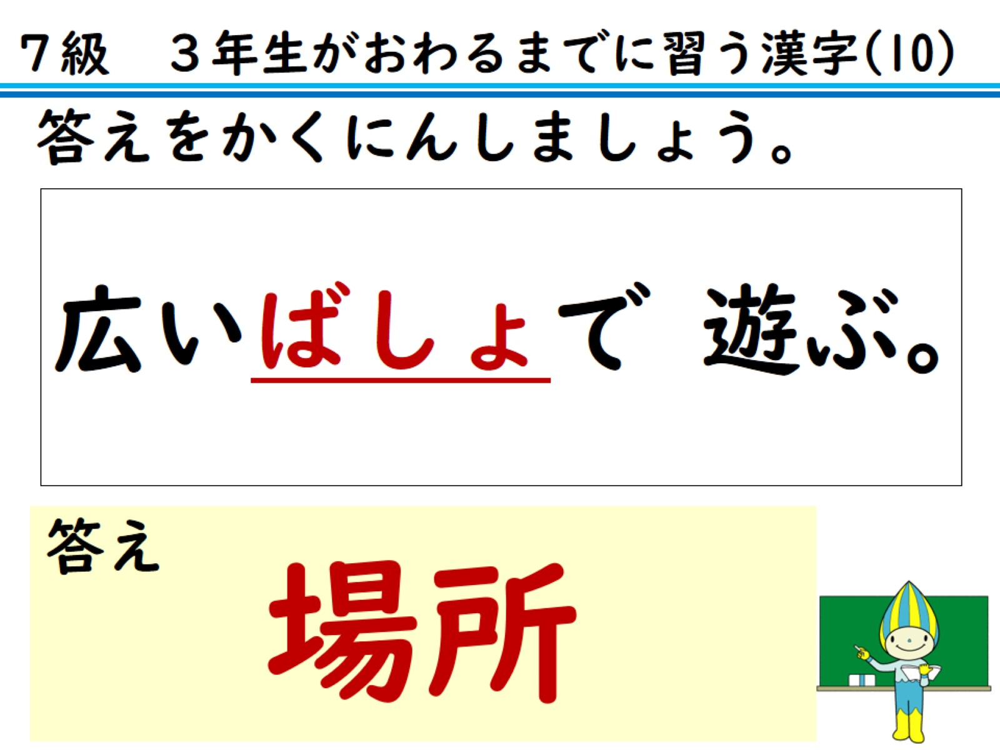 ７級　３年生がおわるまでに習う漢字(10)
答えをかくにんしましょう。
広いばしょで 遊ぶ。
答え
場所